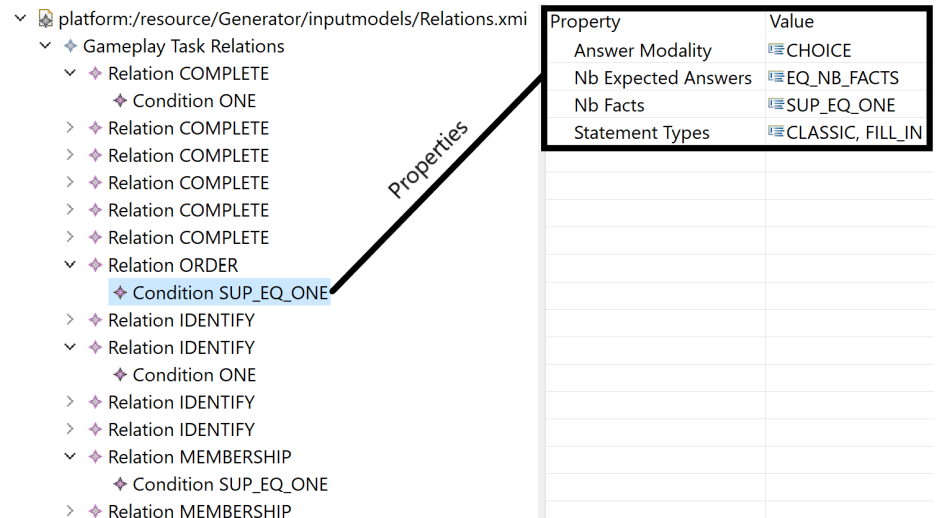 platform:/resource/Generator/inputmodels/Relations.xmi
Gameplay Task Relations
Relation COMPLETE
Condition ONE
Relation COMPLETE
Relation COMPLETE
Relation COMPLETE
Relation COMPLETE
Relation COMPLETE
Relation ORDER
Condition SUP_EQ_ONE
Relation IDENTIFY
Relation IDENTIFY
Condition ONE
Relation IDENTIFY
Relation IDENTIFY
Relation MEMBERSHIP
Condition SUP_EQ_ONE
Relation MEMBERSHIP
Properties
Property Value
Answer Modality CHOICE
Nb Expected Answers EQ_NB_FACTS
Nb Facts SUP_EQ_ONE
Statement Types CLASSIC, FILL_IN